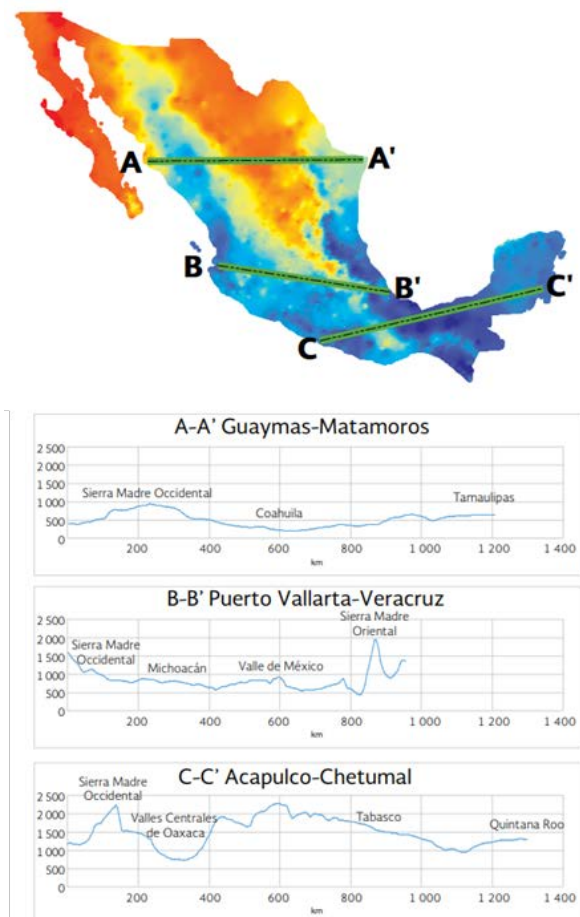 A
A'
B
B'
C
C'
A-A’ Guaymas-Matamoros
2 500
2 000
1 500
1 000
500
0
Sierra Madre Occidental
Coahuila
Tamaulipas
200
400
600
800
1 000
1 200
1 400
km
B-B’ Puerto Vallarta-Veracruz
2 500
2 000
1 500
1 000
500
0
Sierra Madre
Occidental
Michoacán
Valle de México
Sierra Madre
Oriental
200
400
600
800
1 000
1 200
1 400
km
C-C’ Acapulco-Chetumal
2 500
2 000
1 500
1 000
500
0
Sierra Madre
Occidental
Valles Centrales
de Oaxaca
Tabasco
Quintana Roo
200
400
600
800
1 000
1 200
1 400
km